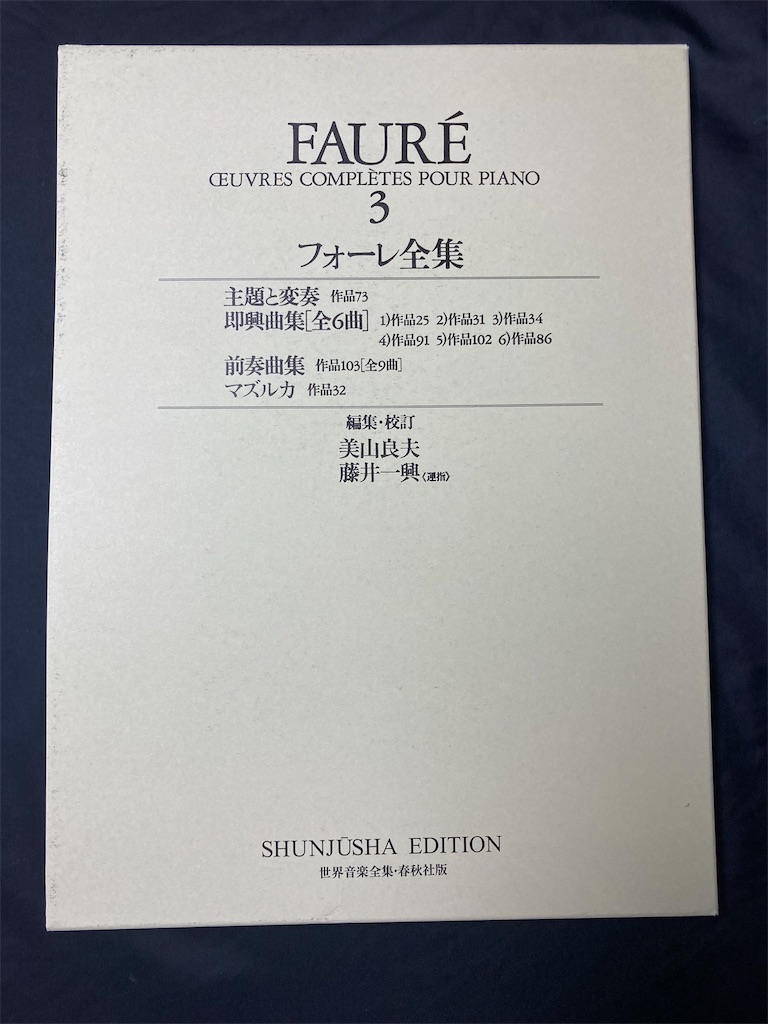 FAURÉ
ŒUVRES COMPLÈTES POUR PIANO
3
フォーレ全集
主題と変奏 作品73
即興曲集[全6曲] 1)作品25 2)作品31 3)作品34
4)作品91 5)作品102 6)作品86
前奏曲集 作品103[全9曲]
マズルカ 作品32
編集・校訂
美山良夫
藤井一興〈運指〉
SHUNJŪSHA EDITION
世界音楽全集・春秋社版